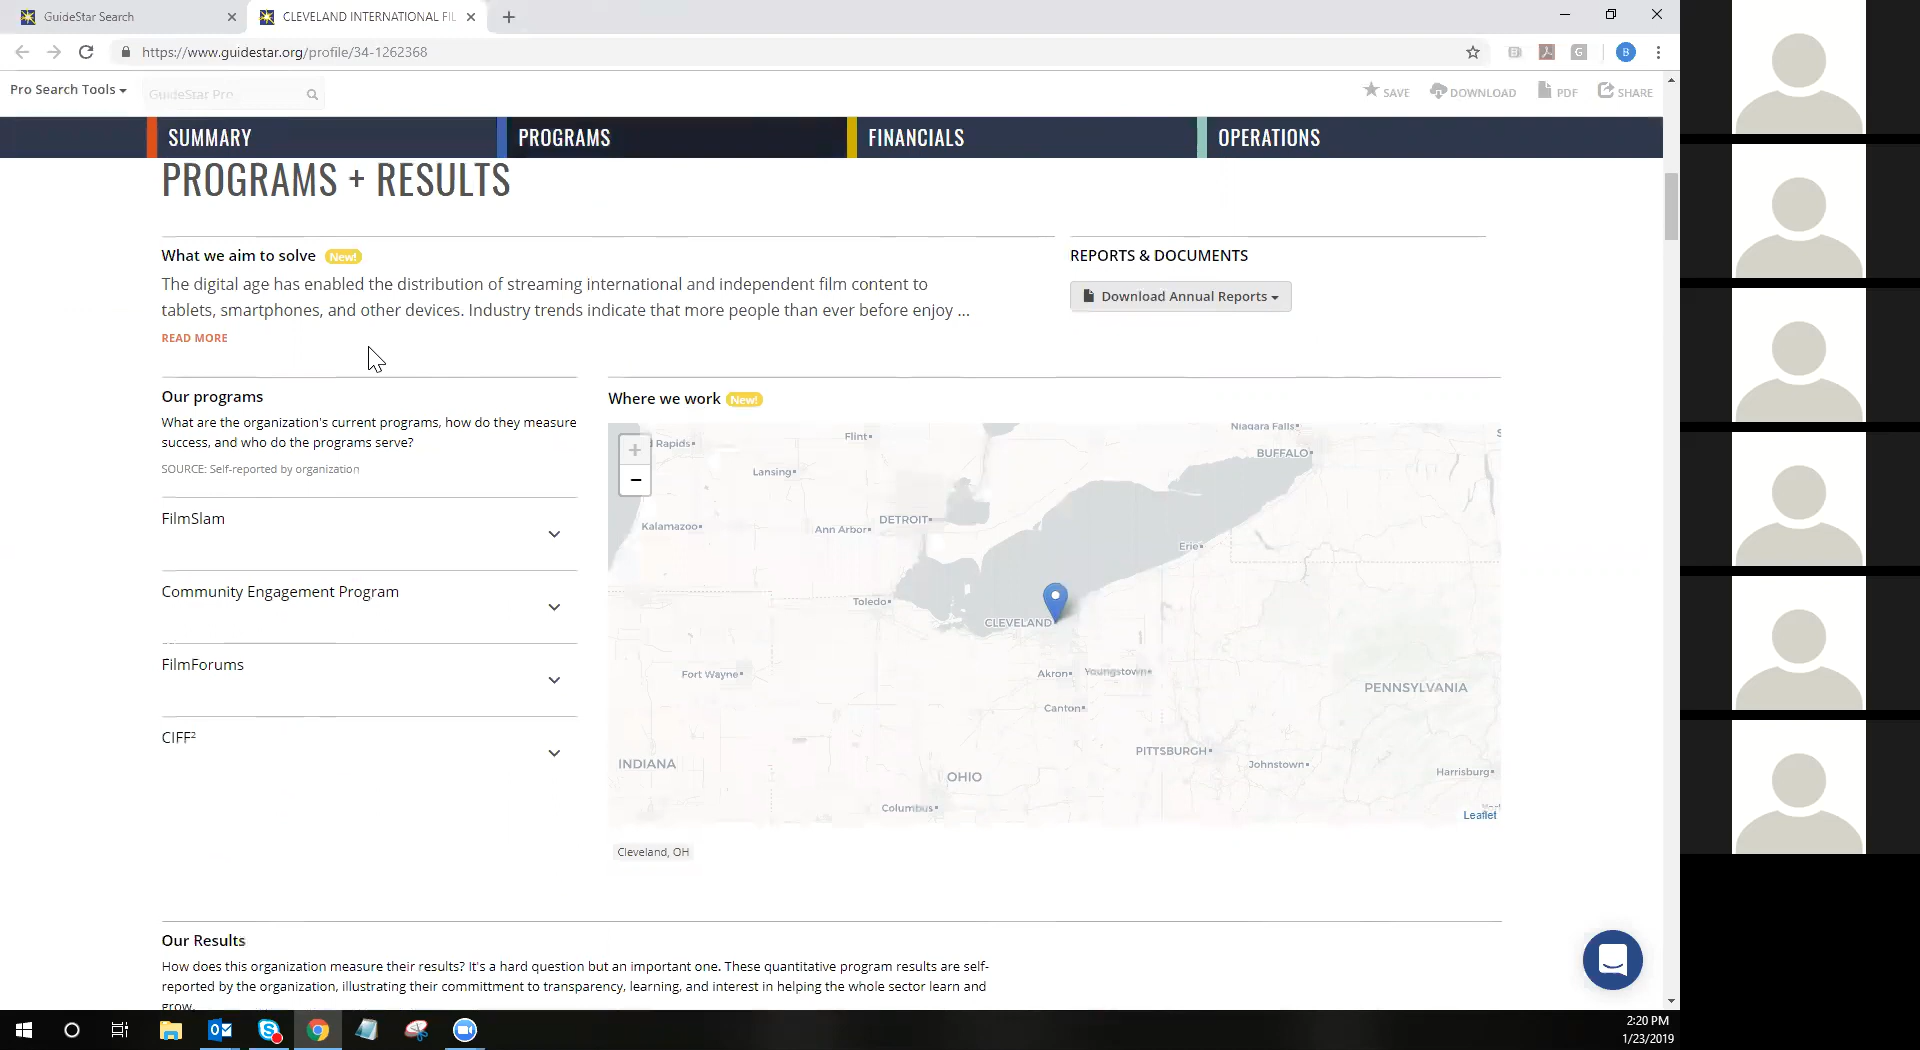 GuideStar Search
CLEVELAND INTERNATIONAL FIL
https://www.guidestar.org/profile/34-1262368
B
G
B
Pro Search Tools
GuideStar Pro
SAVE
DOWNLOAD
PDF
SHARE
SUMMARY
PROGRAMS
FINANCIALS
OPERATIONS
PROGRAMS + RESULTS
What we aim to solve New!
The digital age has enabled the distribution of streaming international and independent film content to
tablets, smartphones, and other devices. Industry trends indicate that more people than ever before enjoy ...
READ MORE
REPORTS & DOCUMENTS
Download Annual Reports
Our programs
What are the organization's current programs, how do they measure
success, and who do the programs serve?
SOURCE: Self-reported by organization
FilmSlam
Community Engagement Program
FilmForums
CIFF²
Where we work New!
+
−
d Rapids
Flint
Niagara Falls
BUFFALO
Lansing
Kalamazoo
Ann Arbor
DETROIT
Erie
Toledo
CLEVELAND
Fort Wayne
Akron
Youngstown
PENNSYLVANIA
Canton
PITTSBURGH
INDIANA
OHIO
Johnstown
Harrisburg
Columbus
Leaflet
Cleveland, OH
Our Results
How does this organization measure their results? It's a hard question but an important one. These quantitative program results are self-
reported by the organization, illustrating their committment to transparency, learning, and interest in helping the whole sector learn and
grow.
2:20 PM
1/23/2019